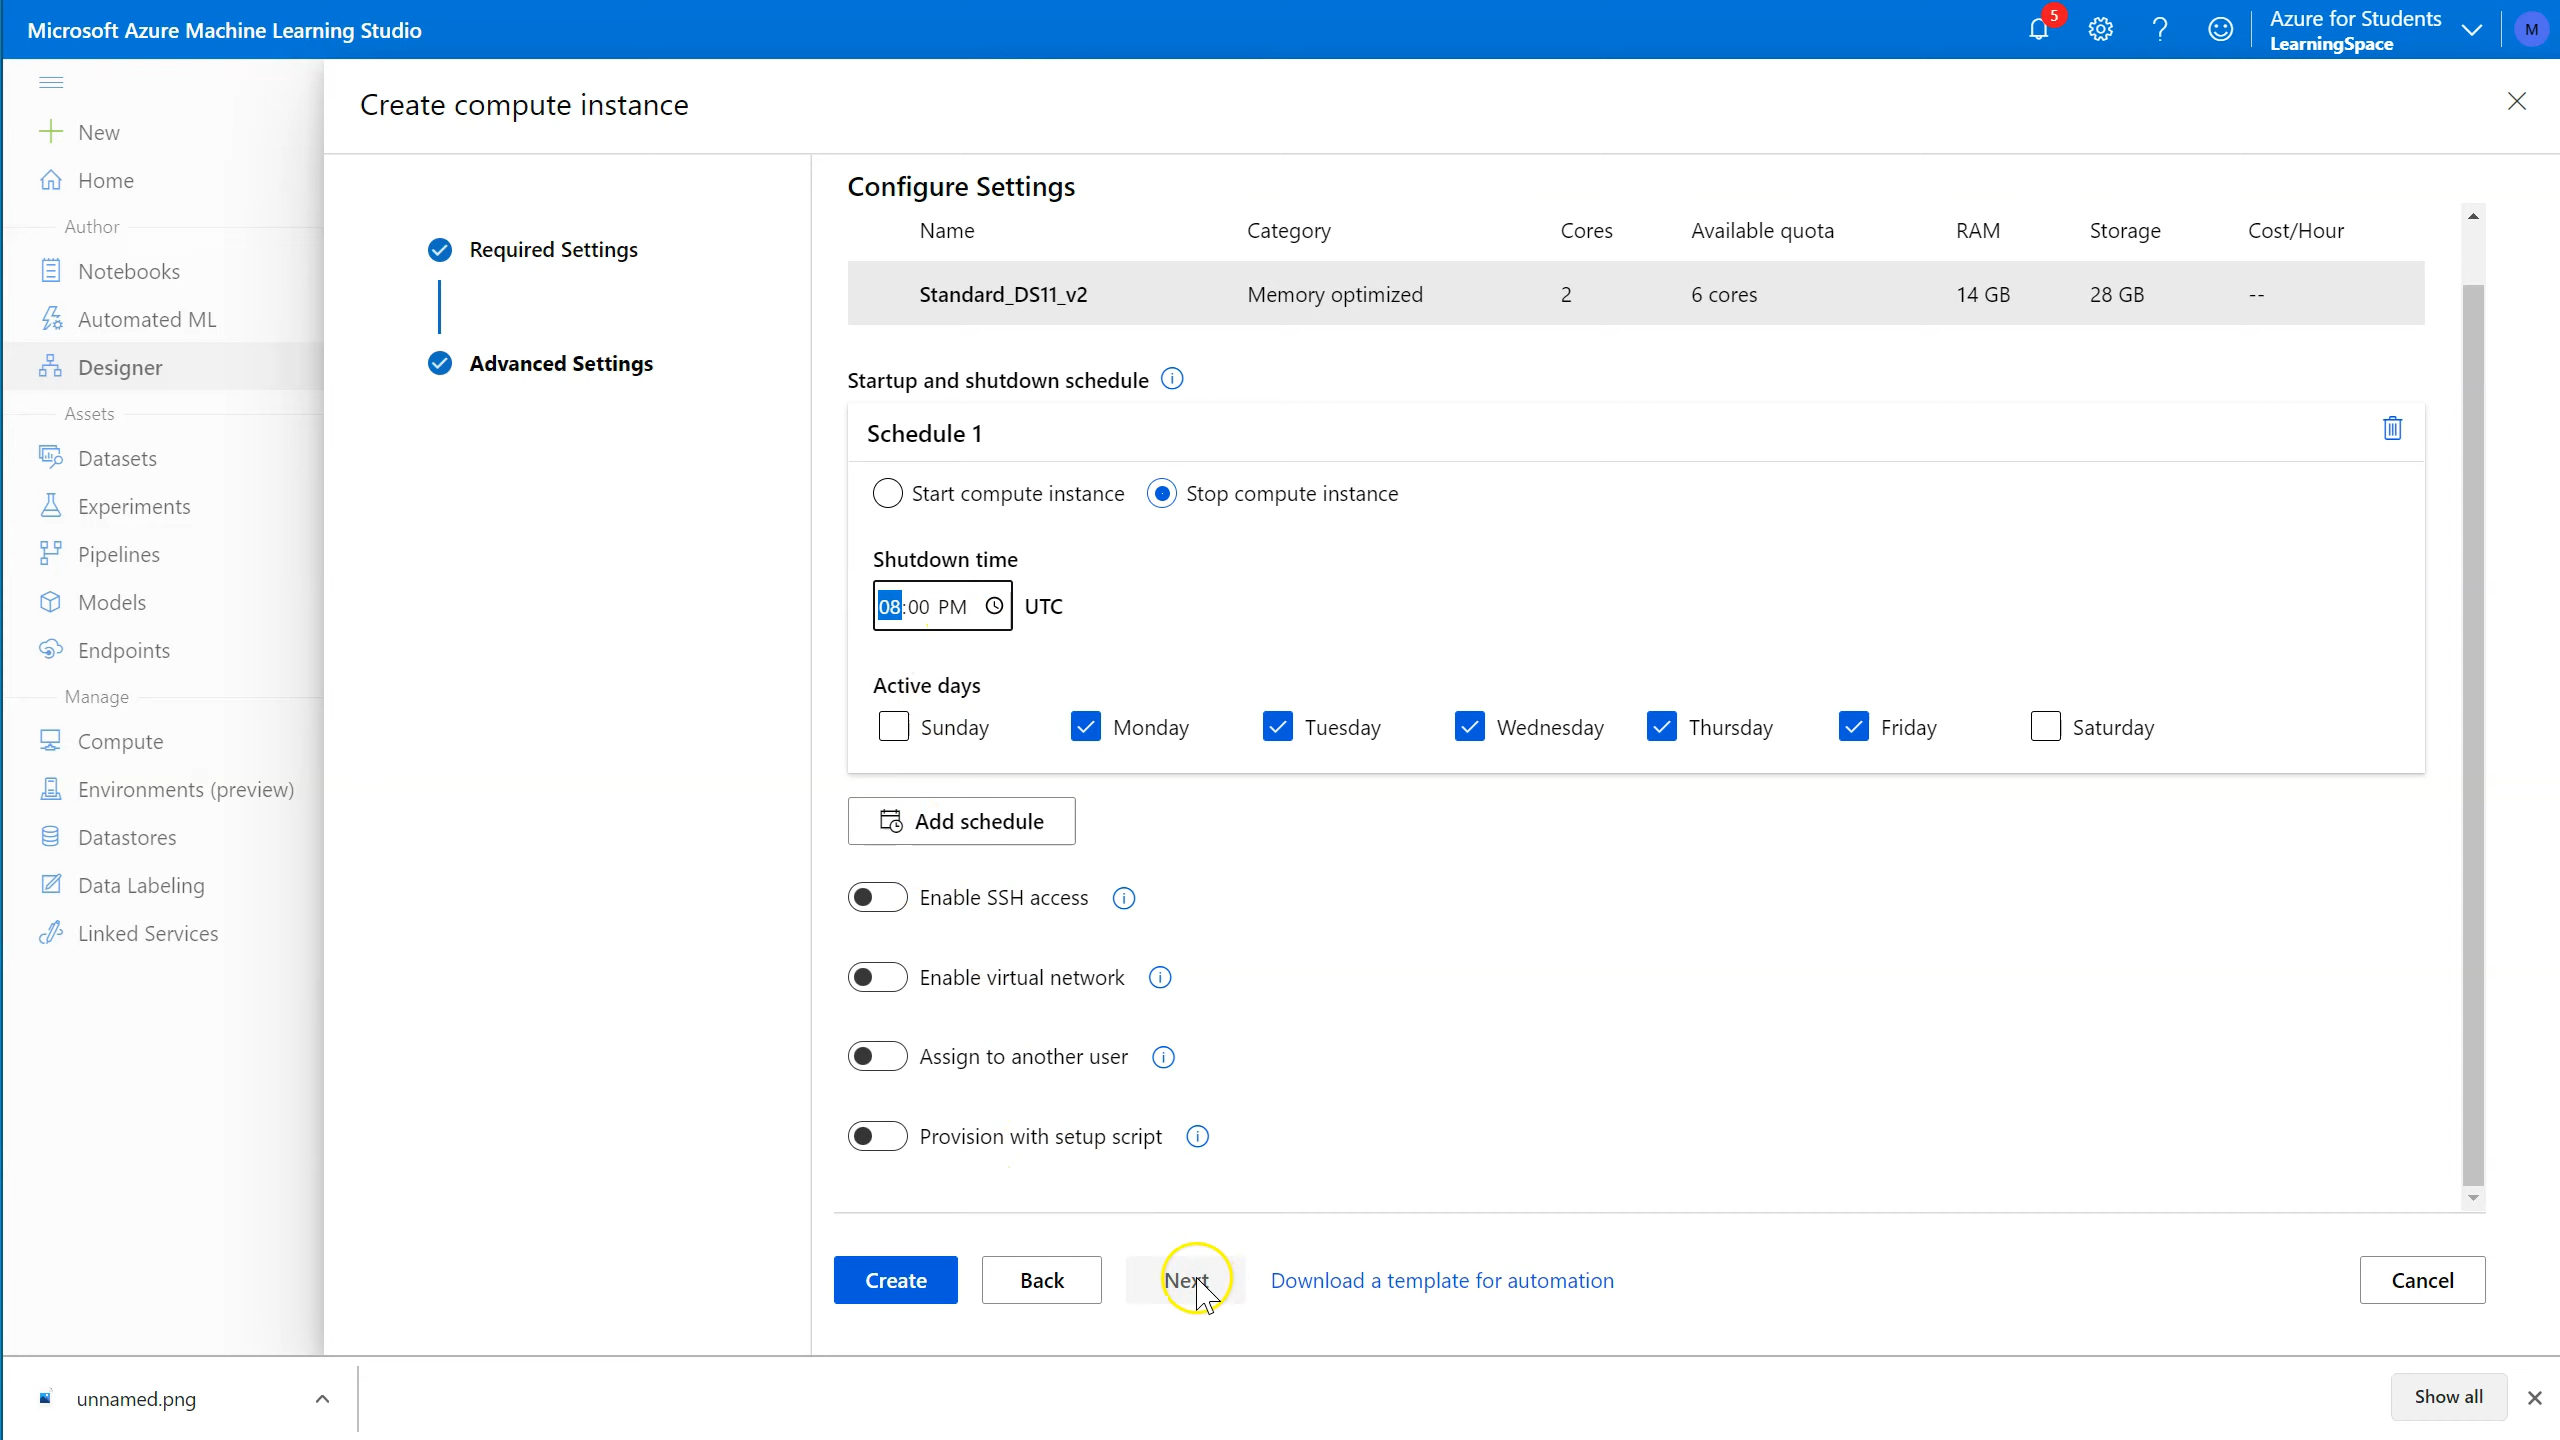 Microsoft Azure Machine Learning Studio
5
Azure for Students
LearningSpace
M
New
Home
Author
Notebooks
Automated ML
Designer
Assets
Datasets
Experiments
Pipelines
Models
Endpoints
Manage
Compute
Environments (preview)
Datastores
Data Labeling
Linked Services
Create compute instance
Required Settings
Advanced Settings
Configure Settings
Name Category Cores Available quota RAM Storage Cost/Hour
Standard_DS11_v2 Memory optimized 2 6 cores 14 GB 28 GB --
Startup and shutdown schedule
Schedule 1
Start compute instance Stop compute instance
Shutdown time
08:00 PM UTC
Active days
Sunday Monday Tuesday Wednesday Thursday Friday Saturday
Add schedule
Enable SSH access
Enable virtual network
Assign to another user
Provision with setup script
Create Back Next Download a template for automation Cancel
unnamed.png Show all